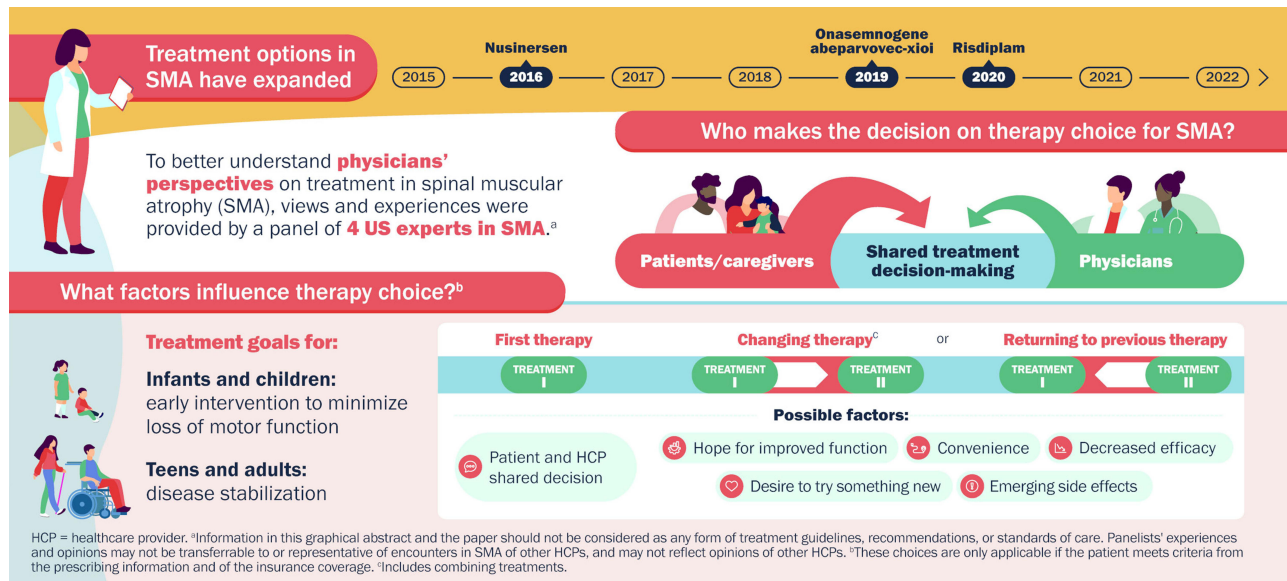 Treatment options in
SMA have expanded
Nusinersen
Onasemnogene
abeparvovec-xioi
Risdiplam
2015
2016
2017
2018
2019
2020
2021
2022
To better understand physicians'
perspectives on treatment in spinal muscular
atrophy (SMA), views and experiences were
provided by a panel of 4 US experts in SMA.a
Who makes the decision on therapy choice for SMA?
Patients/caregivers
Shared treatment
decision-making
Physicians
What factors influence therapy choice?b
Treatment goals for:
Infants and children:
early intervention to minimize
loss of motor function
Teens and adults:
disease stabilization
First therapy
Changing therapyc
or
Returning to previous therapy
TREATMENT
I
TREATMENT
I
TREATMENT
II
TREATMENT
I
TREATMENT
II
Patient and HCP
shared decision
Possible factors:
Hope for improved function
Convenience
Decreased efficacy
Desire to try something new
Emerging side effects
HCP = healthcare provider. aInformation in this graphical abstract and the paper should not be considered as any form of treatment guidelines, recommendations, or standards of care. Panelists' experiences
and opinions may not be transferrable to or representative of encounters in SMA of other HCPs, and may not reflect opinions of other HCPs. bThese choices are only applicable if the patient meets criteria from
the prescribing information and of the insurance coverage. cIncludes combining treatments.